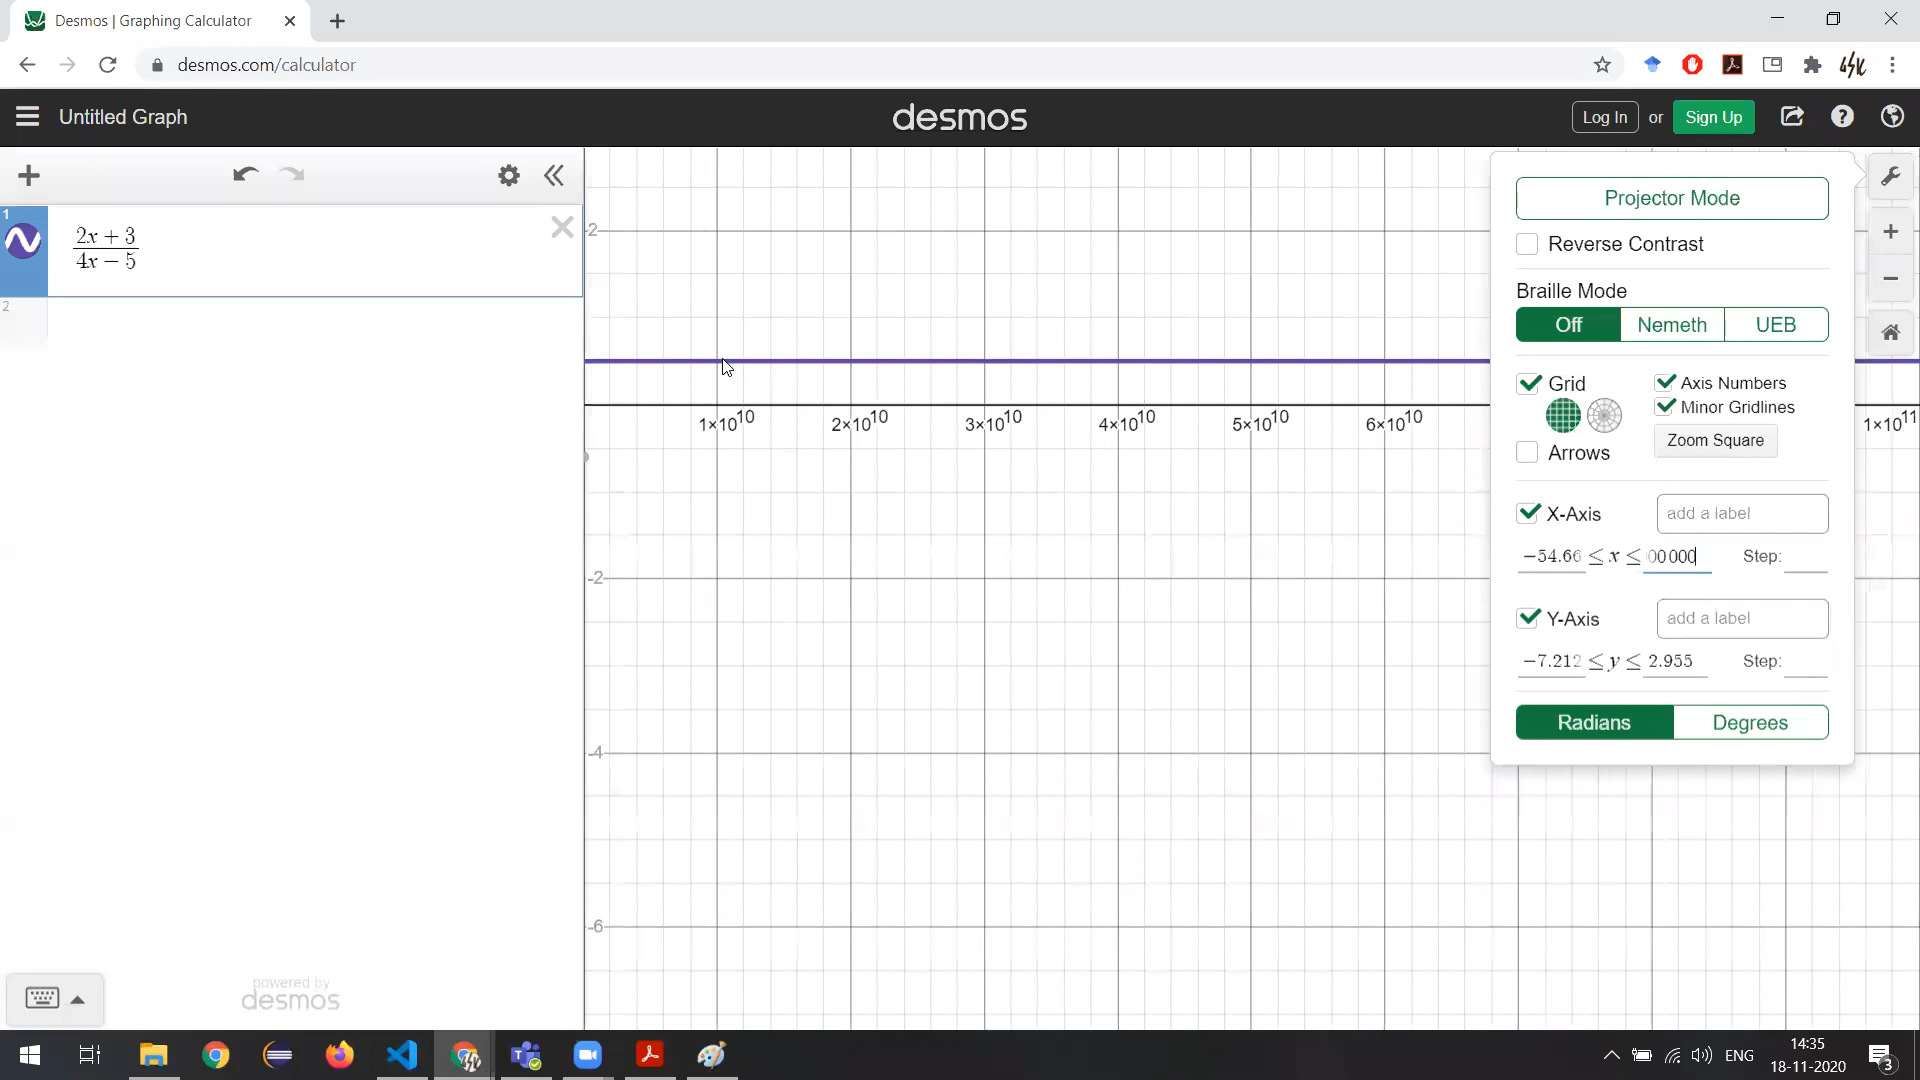 Desmos | Graphing Calculator
desmos.com/calculator
Untitled Graph
desmos
Log In or Sign Up
1
2x + 3
4x − 5
2
2
-2
-4
-6
1×10^10
2×10^10
3×10^10
4×10^10
5×10^10
6×10^10
1×10^11
Projector Mode
Reverse Contrast
Braille Mode
Off Nemeth UEB
Grid
Axis Numbers
Minor Gridlines
Zoom Square
Arrows
X-Axis add a label
−54.66 ≤ x ≤ 00000 Step:
Y-Axis add a label
−7.212 ≤ y ≤ 2.955 Step:
Radians Degrees
powered by
desmos
ENG
14:35
18-11-2020
3